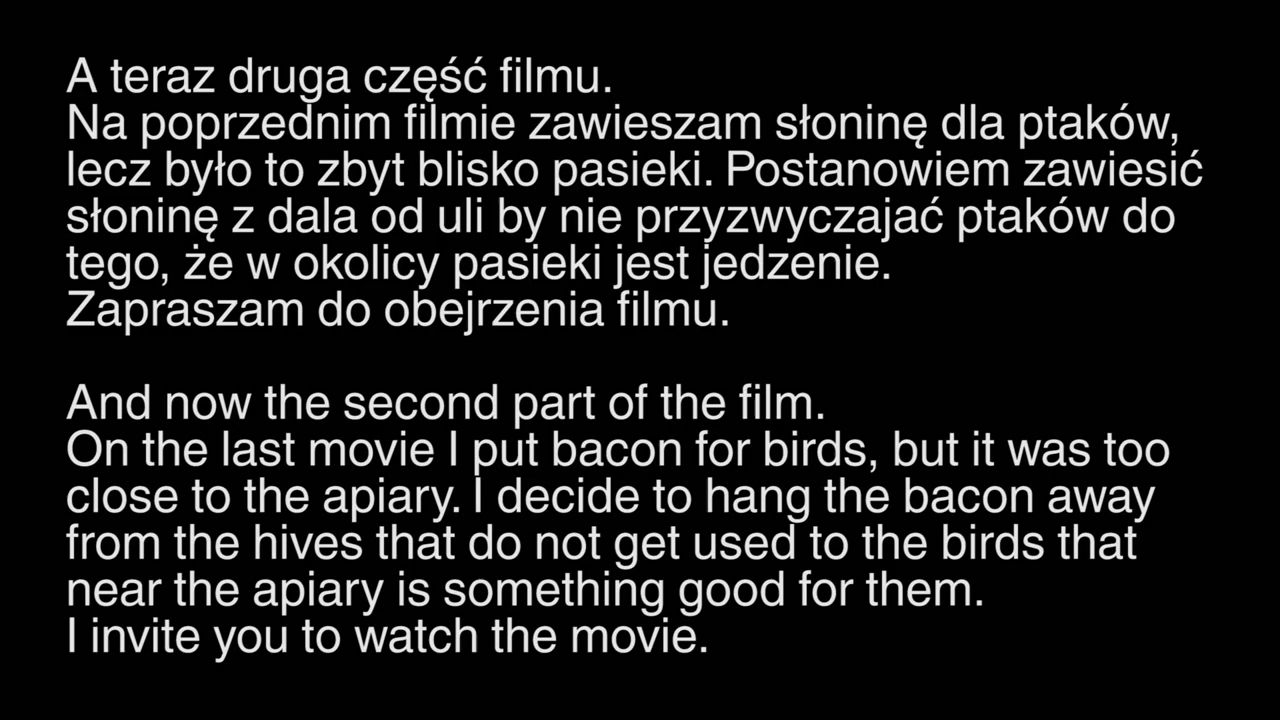 A teraz druga część filmu.
Na poprzednim filmie zawieszam słoninę dla ptaków,
lecz było to zbyt blisko pasieki. Postanowiem zawiesić
słoninę z dala od uli by nie przyzwyczajać ptaków do
tego, że w okolicy pasieki jest jedzenie.
Zapraszam do obejrzenia filmu.
And now the second part of the film.
On the last movie I put bacon for birds, but it was too
close to the apiary. I decide to hang the bacon away
from the hives that do not get used to the birds that
near the apiary is something good for them.
I invite you to watch the movie.